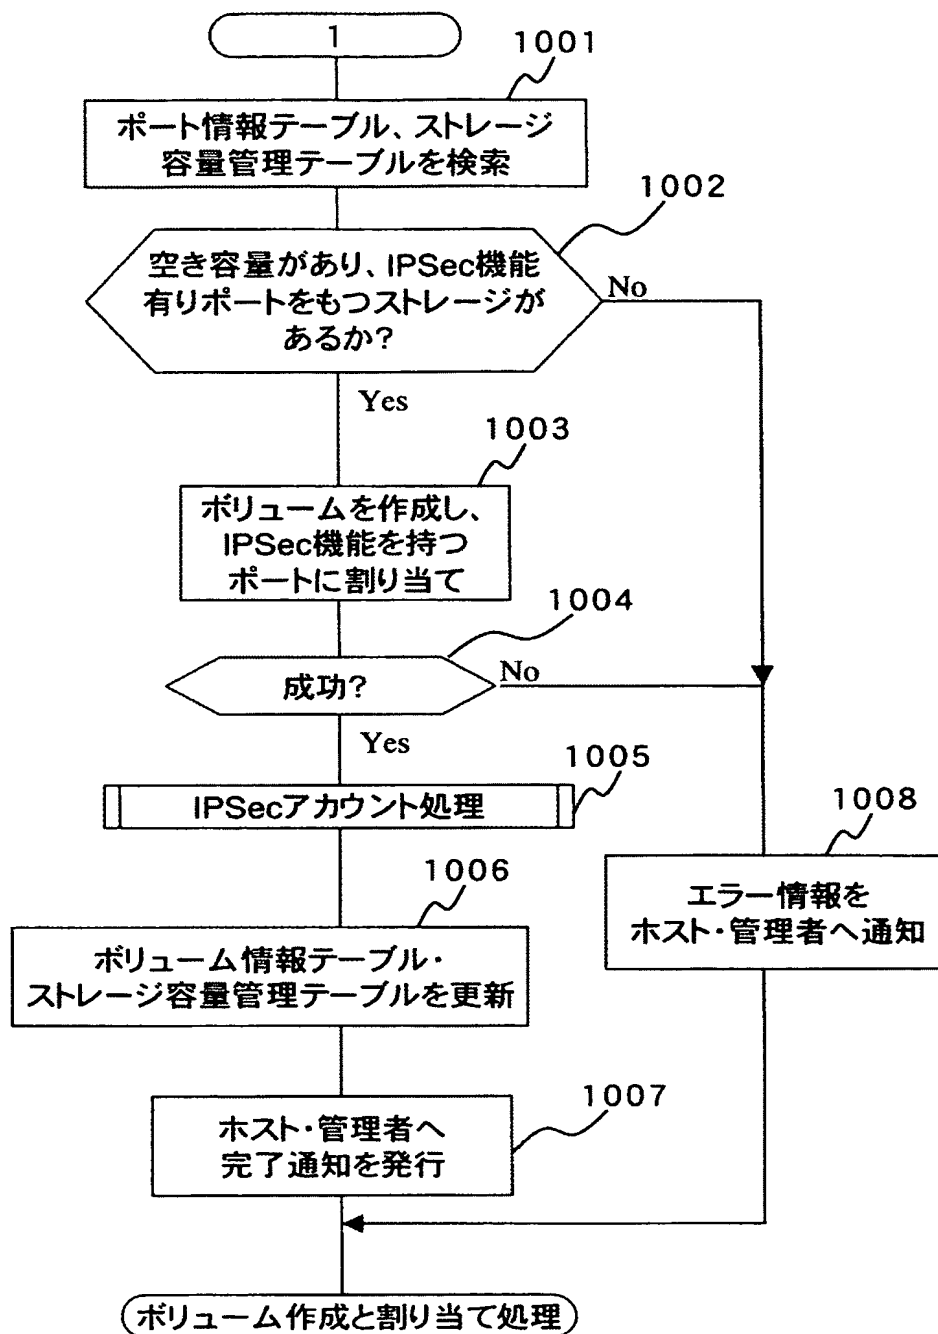 1
1001
ポート情報テーブル、ストレージ
容量管理テーブルを検索
1002
空き容量があり、IPSec機能
有りポートをもつストレージが
あるか?
No
Yes
1003
ボリュームを作成し、
IPSec機能を持つ
ポートに割り当て
1004
成功?
No
Yes
1005
IPSecアカウント処理
1008
エラー情報を
ホスト・管理者へ通知
1006
ボリューム情報テーブル・
ストレージ容量管理テーブルを更新
1007
ホスト・管理者へ
完了通知を発行
ボリューム作成と割り当て処理